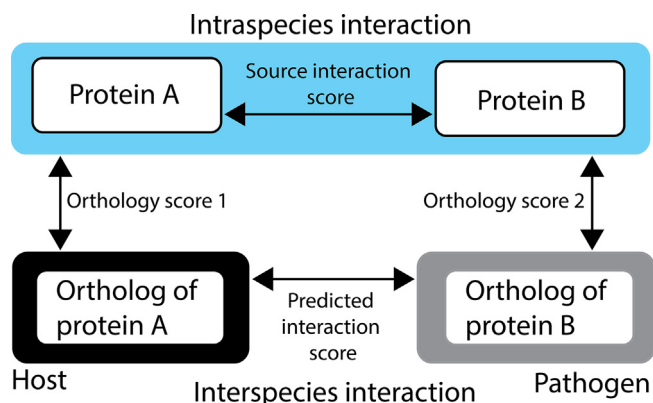 Intraspecies interaction
Protein A
Source interaction
score
Protein B
Orthology score 1
Orthology score 2
Ortholog of
protein A
Predicted
interaction
score
Ortholog of
protein B
Host
Interspecies interaction
Pathogen